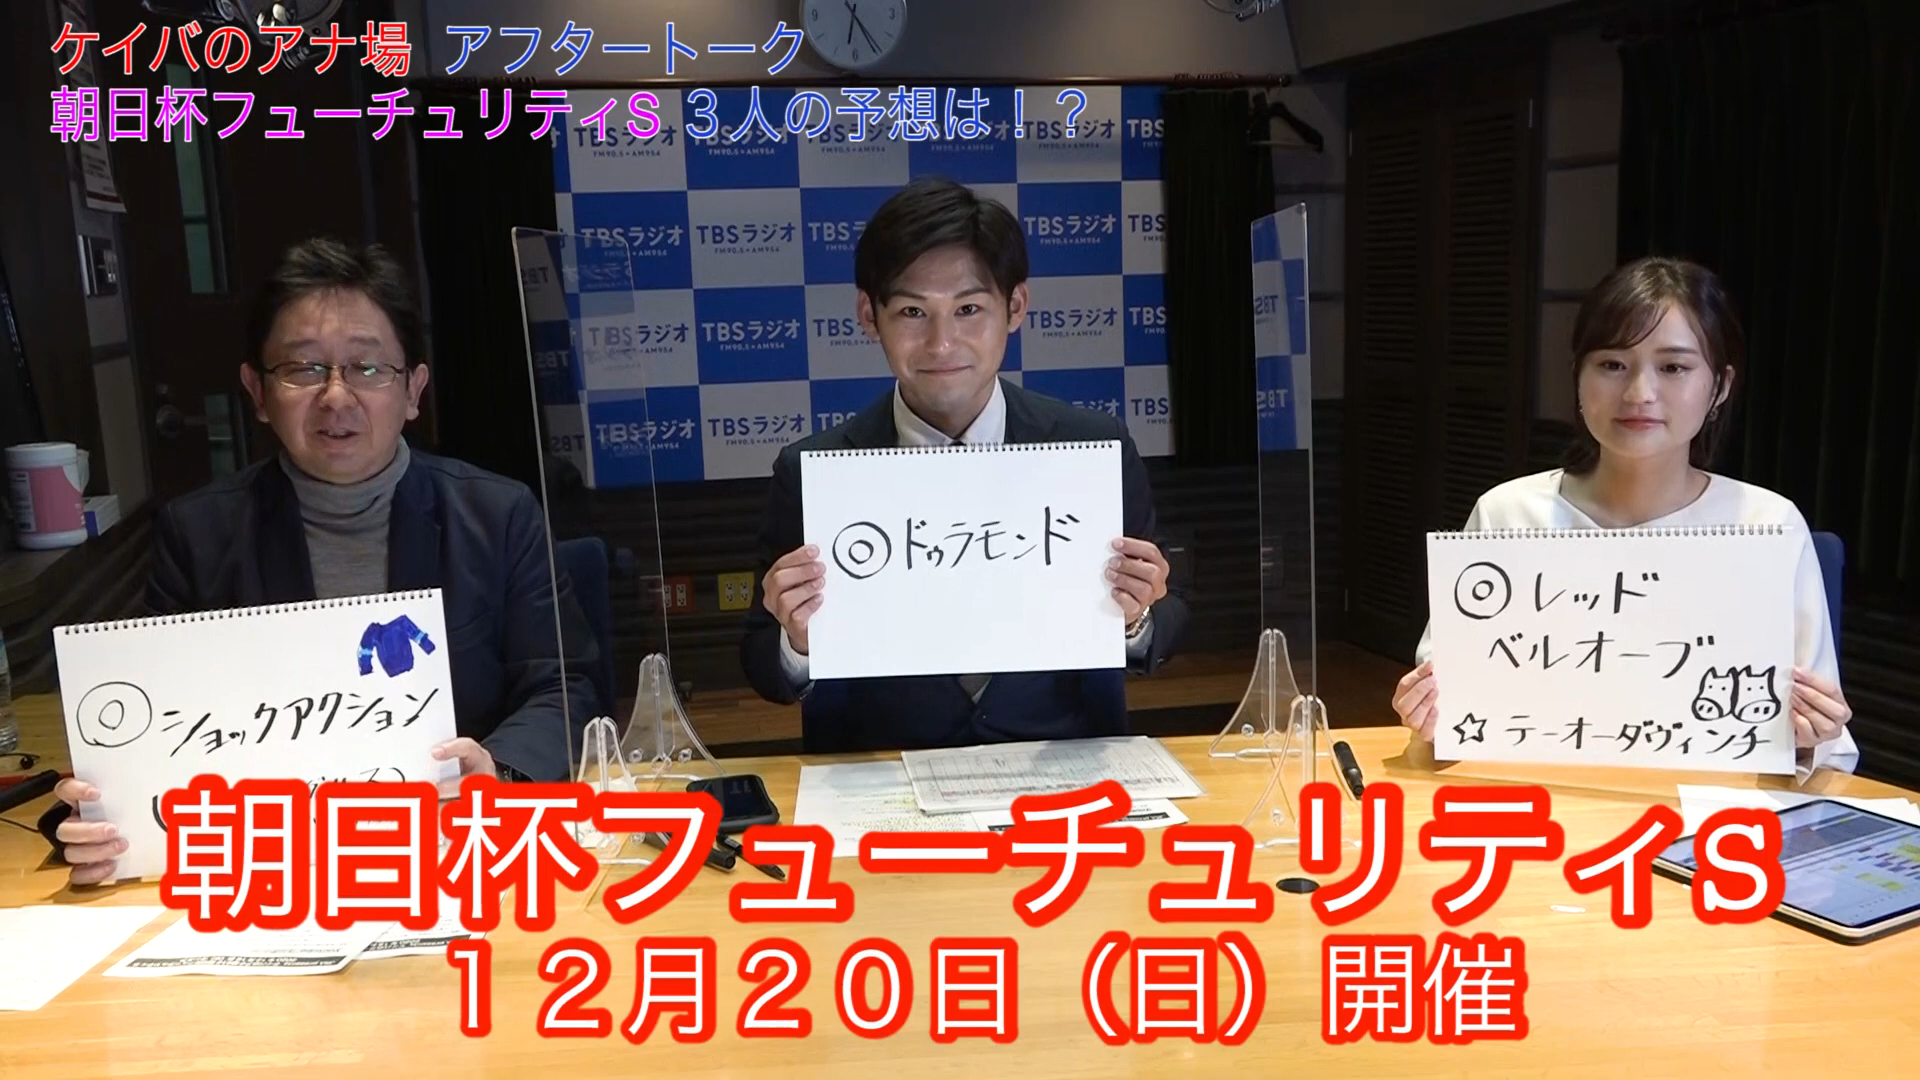 ケイバのアナ場 アフタートーク
朝日杯フューチュリティS ３人の予想は！？
TBSラジオ
FM90.5+AM954
◎ショックアクション
◎ドゥラモンド
◎レッド
ベルオーブ
☆テーオーダヴィンチ
朝日杯フューチュリティS
１２月２０日（日）開催